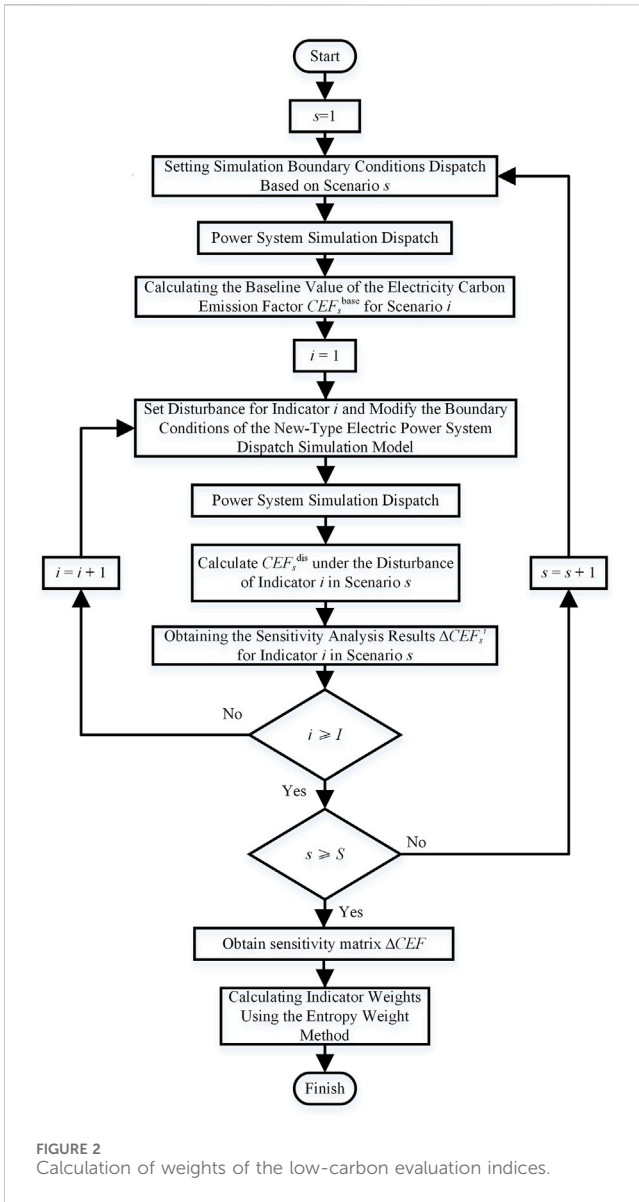 Start
s=1
Setting Simulation Boundary Conditions Dispatch
Based on Scenario s
Power System Simulation Dispatch
Calculating the Baseline Value of the Electricity Carbon
Emission Factor CEFₛᵇᵃˢᵉ for Scenario i
i = 1
Set Disturbance for Indicator i and Modify the Boundary
Conditions of the New-Type Electric Power System
Dispatch Simulation Model
Power System Simulation Dispatch
Calculate CEFₛᵈⁱˢ under the Disturbance
of Indicator i in Scenario s
i = i + 1
s = s + 1
Obtaining the Sensitivity Analysis Results ΔCEFₛⁱ
for Indicator i in Scenario s
No
i ⩾ I
Yes
No
s ⩾ S
Yes
Obtain sensitivity matrix ΔCEF
Calculating Indicator Weights
Using the Entropy Weight
Method
Finish
FIGURE 2
Calculation of weights of the low-carbon evaluation indices.